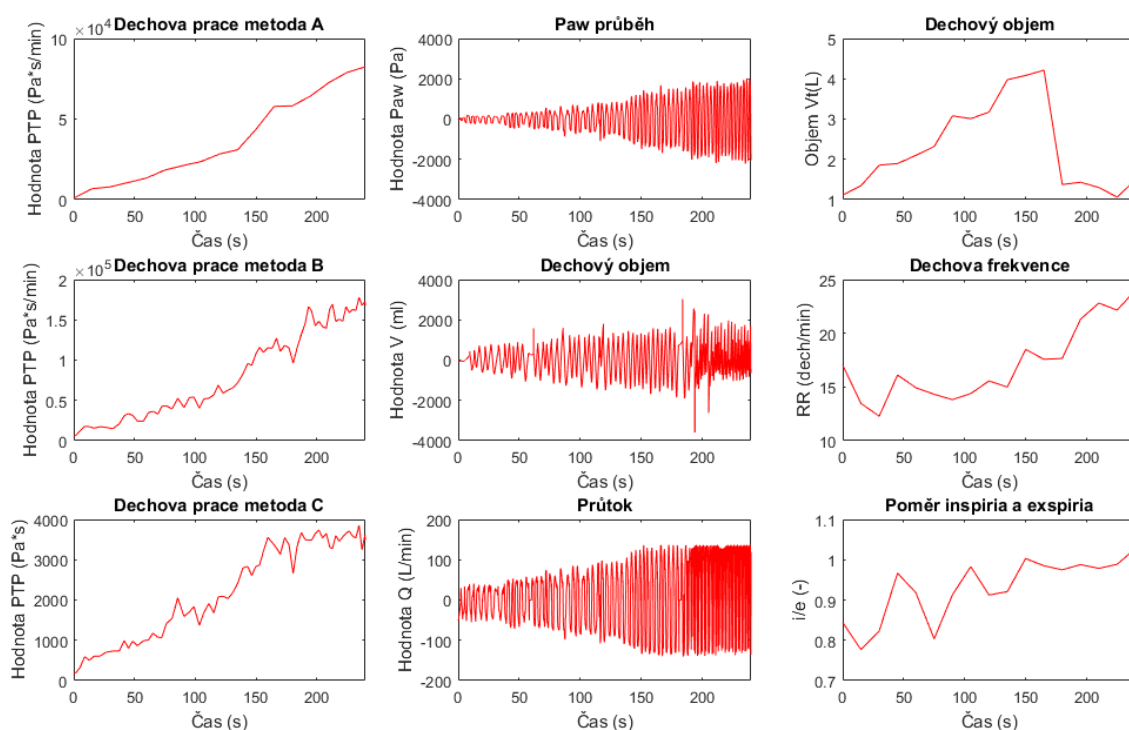 Dechova prace metoda A
Hodnota PTP (Pa*s/min)
×10^4
10
5
0
0 50 100 150 200
Čas (s)
Paw průběh
Hodnota Paw (Pa)
4000
2000
0
-2000
-4000
0 50 100 150 200
Čas (s)
Dechový objem
Objem Vt(L)
5
4
3
2
1
0 50 100 150 200
Čas (s)
Dechova prace metoda B
Hodnota PTP (Pa*s/min)
×10^5
2
1.5
1
0.5
0
0 50 100 150 200
Čas (s)
Dechový objem
Hodnota V (ml)
4000
2000
0
-2000
-4000
0 50 100 150 200
Čas (s)
Dechova frekvence
RR (dech/min)
25
20
15
10
0 50 100 150 200
Čas (s)
Dechova prace metoda C
Hodnota PTP (Pa*s)
4000
3000
2000
1000
0
0 50 100 150 200
Čas (s)
Průtok
Hodnota Q (L/min)
200
100
0
-100
-200
0 50 100 150 200
Čas (s)
Poměr inspiria a exspiria
i/e (-)
1.1
1
0.9
0.8
0.7
0 50 100 150 200
Čas (s)